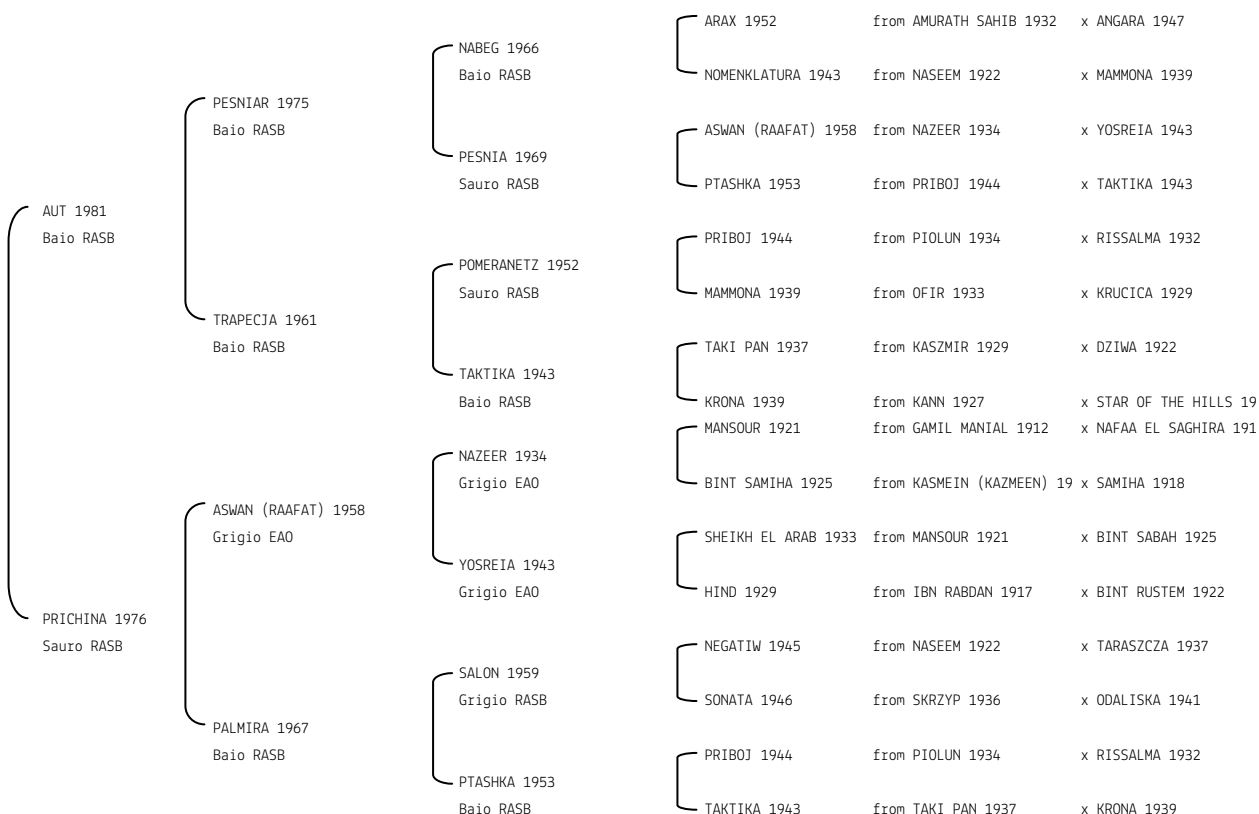 ARAX 1952 from AMURATH SAHIB 1932 x ANGARA 1947
NABEG 1966
Baio RASB
NOMENKLATURA 1943 from NASEEM 1922 x MAMMONA 1939
PESNIAR 1975
Baio RASB
ASWAN (RAAFAT) 1958 from NAZEER 1934 x YOSREIA 1943
PESNIA 1969
Sauro RASB
PTASHKA 1953 from PRIBOJ 1944 x TAKTIKA 1943
AUT 1981
Baio RASB
PRIBOJ 1944 from PIOLUN 1934 x RISSALMA 1932
POMERANETZ 1952
Sauro RASB
MAMMONA 1939 from OFIR 1933 x KRUCICA 1929
TRAPECJA 1961
Baio RASB
TAKI PAN 1937 from KASZMIR 1929 x DZIWA 1922
TAKTIKA 1943
Baio RASB
KRONA 1939 from KANN 1927 x STAR OF THE HILLS 19
MANSOUR 1921 from GAMIL MANIAL 1912 x NAFAA EL SAGHIRA 191
NAZEER 1934
Grigio EAO
BINT SAMIHA 1925 from KASMEIN (KAZMEEN) 19 x SAMIHA 1918
ASWAN (RAAFAT) 1958
Grigio EAO
SHEIKH EL ARAB 1933 from MANSOUR 1921 x BINT SABAH 1925
YOSREIA 1943
Grigio EAO
HIND 1929 from IBN RABDAN 1917 x BINT RUSTEM 1922
PRICHINA 1976
Sauro RASB
NEGATIW 1945 from NASEEM 1922 x TARASZCZA 1937
SALON 1959
Grigio RASB
SONATA 1946 from SKRZYP 1936 x ODALISKA 1941
PALMIRA 1967
Baio RASB
PRIBOJ 1944 from PIOLUN 1934 x RISSALMA 1932
PTASHKA 1953
Baio RASB
TAKTIKA 1943 from TAKI PAN 1937 x KRONA 1939